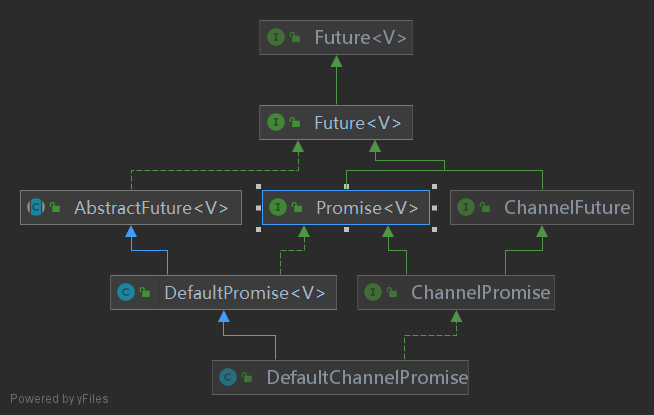 Future<V>
Future<V>
AbstractFuture<V>
Promise<V>
ChannelFuture
DefaultPromise<V>
ChannelPromise
DefaultChannelPromise
Powered by yFiles